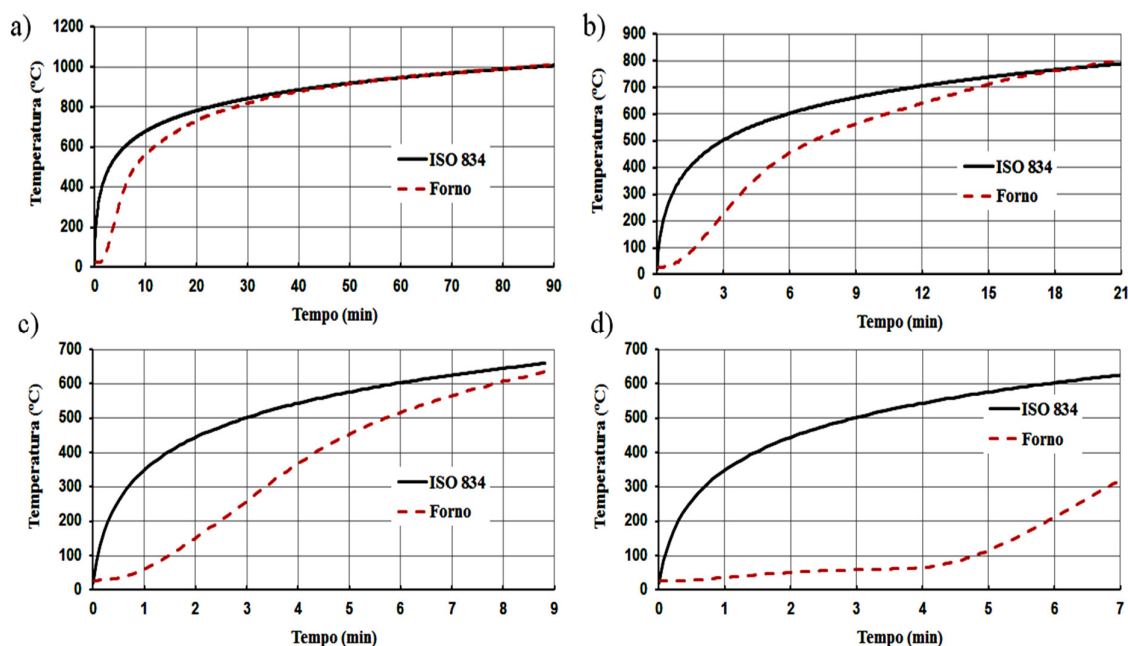 a)
Temperatura (ºC)
1200
1000
800
600
400
200
0
ISO 834
Forno
0 10 20 30 40 50 60 70 80 90
Tempo (min)
b)
Temperatura (ºC)
900
800
700
600
500
400
300
200
100
0
ISO 834
Forno
0 3 6 9 12 15 18 21
Tempo (min)
c)
Temperatura (ºC)
700
600
500
400
300
200
100
0
ISO 834
Forno
0 1 2 3 4 5 6 7 8 9
Tempo (min)
d)
Temperatura (ºC)
700
600
500
400
300
200
100
0
ISO 834
Forno
0 1 2 3 4 5 6 7
Tempo (min)